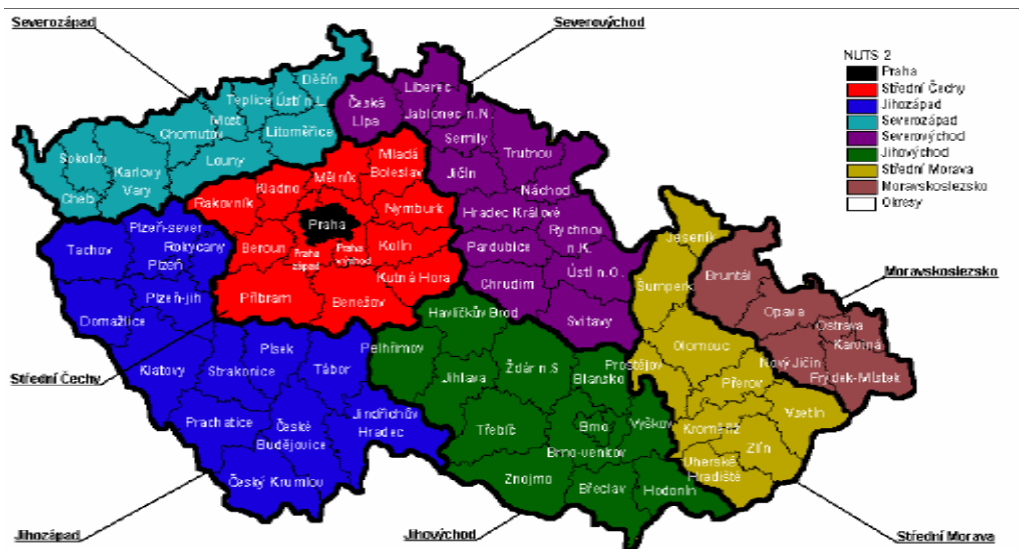 Severozápad
Severovýchod
NUTS 2
Praha
Střední Čechy
Jihozápad
Severozápad
Severovýchod
Jihovýchod
Střední Morava
Moravskoslezsko
Okresy
Děčín
Teplice
Ústí n.L.
Most
Chomutov
Litoměřice
Louny
Sokolov
Karlovy
Vary
Cheb
Česká
Lípa
Liberec
Jablonec n.N.
Semily
Trutnov
Jičín
Náchod
Hradec Králové
Rychnov
n.K.
Pardubice
Ústí n.O.
Chrudim
Svitavy
Mladá
Boleslav
Mělník
Kladno
Rakovník
Nymburk
Praha
Beroun
Praha
západ
Praha
východ
Kolín
Kutná Hora
Příbram
Benešov
Tachov
Plzeň-sever
Rokycany
Plzeň
Plzeň-jih
Domažlice
Klatovy
Písek
Strakonice
Tábor
Prachatice
České
Budějovice
Jindřichův
Hradec
Český Krumlov
Havlíčkův Brod
Pelhřimov
Jihlava
Žďár n.S
Blansko
Třebíč
Brno
Vyškov
Brno-venkov
Znojmo
Břeclav
Hodonín
Jeseník
Šumperk
Olomouc
Prostějov
Přerov
Kroměříž
Vsetín
Zlín
Uherské
Hradiště
Bruntál
Opava
Ostrava
Karviná
Nový Jičín
Frýdek-Místek
Moravskoslezsko
Střední Čechy
Jihozápad
Jihovýchod
Střední Morava